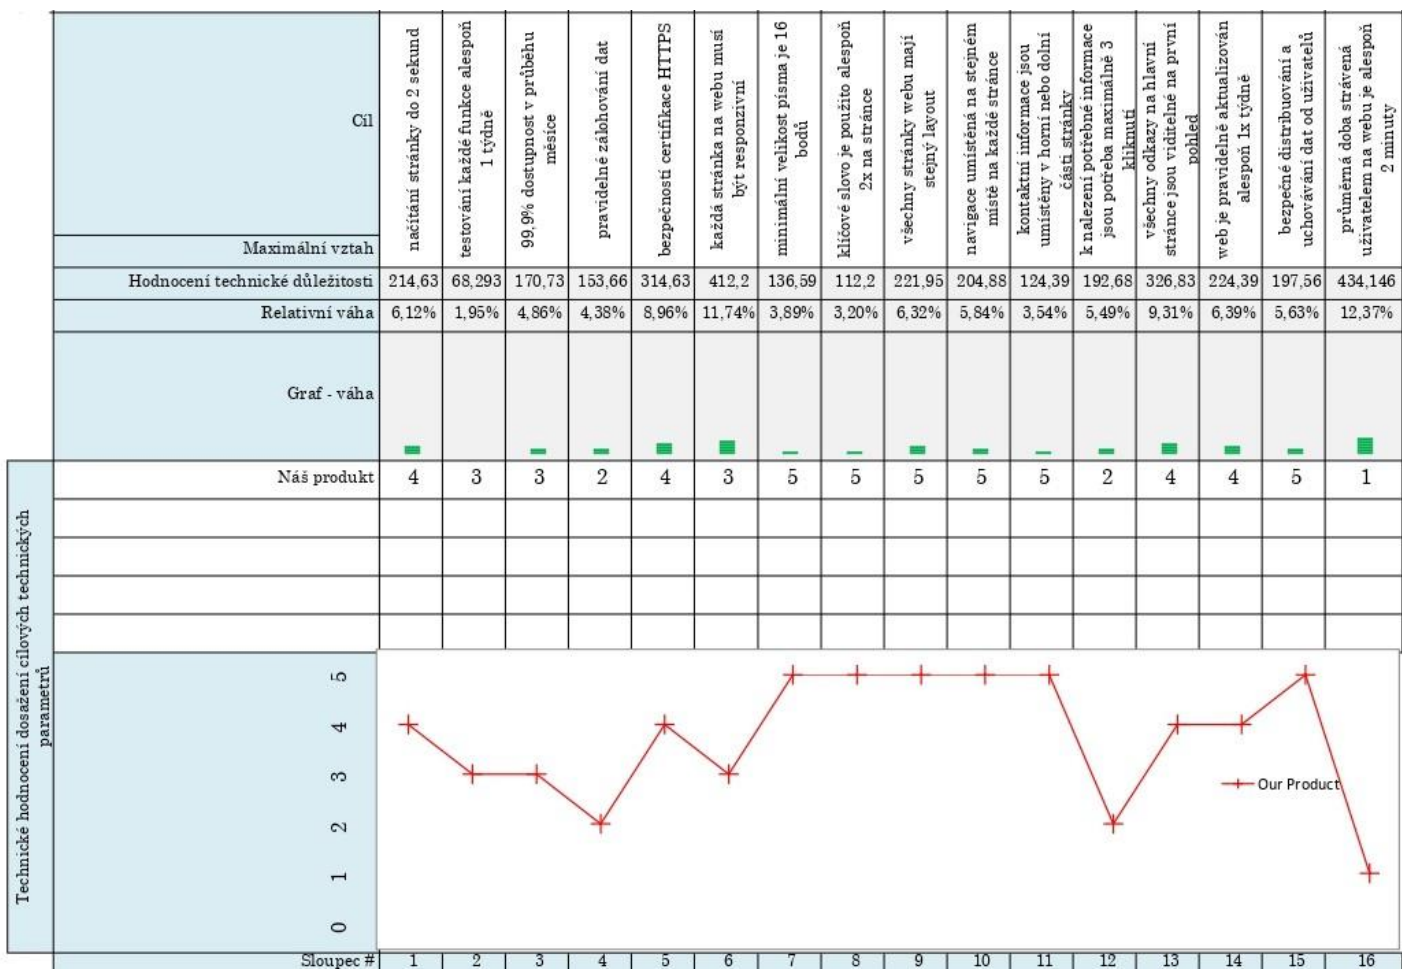 Cíl
načítání stránky do 2 sekund
testování každé funkce alespoň
1 týdně
99,9% dostupnost v průběhu
měsíce
pravidelné zálohování dat
bezpečností certifikace HTTPS
každá stránka na webu musí
být responzivní
minimální velikost písma je 16
bodů
klíčové slovo je použito alespoň
2x na stránce
všechny stránky webu mají
stejný layout
navigace umístěná na stejném
místě na každé stránce
kontaktní informace jsou
umístěny v horní nebo dolní
části stránky
k nalezení potřebné informace
jsou potřeba maximálně 3
kliknutí
všechny odkazy na hlavní
stránce jsou viditelné na první
pohled
web je pravidelně aktualizován
alespoň 1x týdně
bezpečné distribuování a
uchovávání dat od uživatelů
průměrná doba strávená
uživatelem na webu je alespoň
2 minuty
Maximální vztah
Hodnocení technické důležitosti 214,63 68,293 170,73 153,66 314,63 412,2 136,59 112,2 221,95 204,88 124,39 192,68 326,83 224,39 197,56 434,146
Relativní váha 6,12% 1,95% 4,86% 4,38% 8,96% 11,74% 3,89% 3,20% 6,32% 5,84% 3,54% 5,49% 9,31% 6,39% 5,63% 12,37%
Graf - váha
Technické hodnocení dosažení cílových technických
parametrů
Náš produkt 4 3 3 2 4 3 5 5 5 5 5 2 4 4 5 1
5
4
3
2
1
0
Our Product
Sloupec # 1 2 3 4 5 6 7 8 9 10 11 12 13 14 15 16